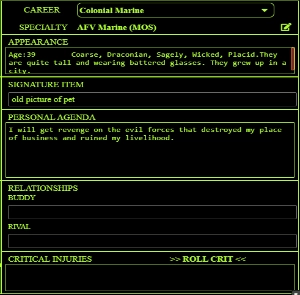 CAREER Colonial Marine
SPECIALTY AFV Marine (MOS)
APPEARANCE
Age:39 Coarse, Draconian, Sagely, Wicked, Placid.They
are quite tall and wearing battered glasses. They grew up in a
city.
SIGNATURE ITEM
old picture of pet
PERSONAL AGENDA
I will get revenge on the evil forces that destroyed my place
of business and ruined my livelihood.
RELATIONSHIPS
BUDDY
RIVAL
CRITICAL INJURIES >> ROLL CRIT <<